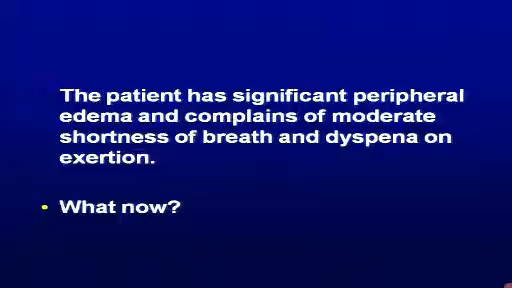 The patient has significant peripheral
edema and complains of moderate
shortness of breath and dyspena on
exertion.
• What now?